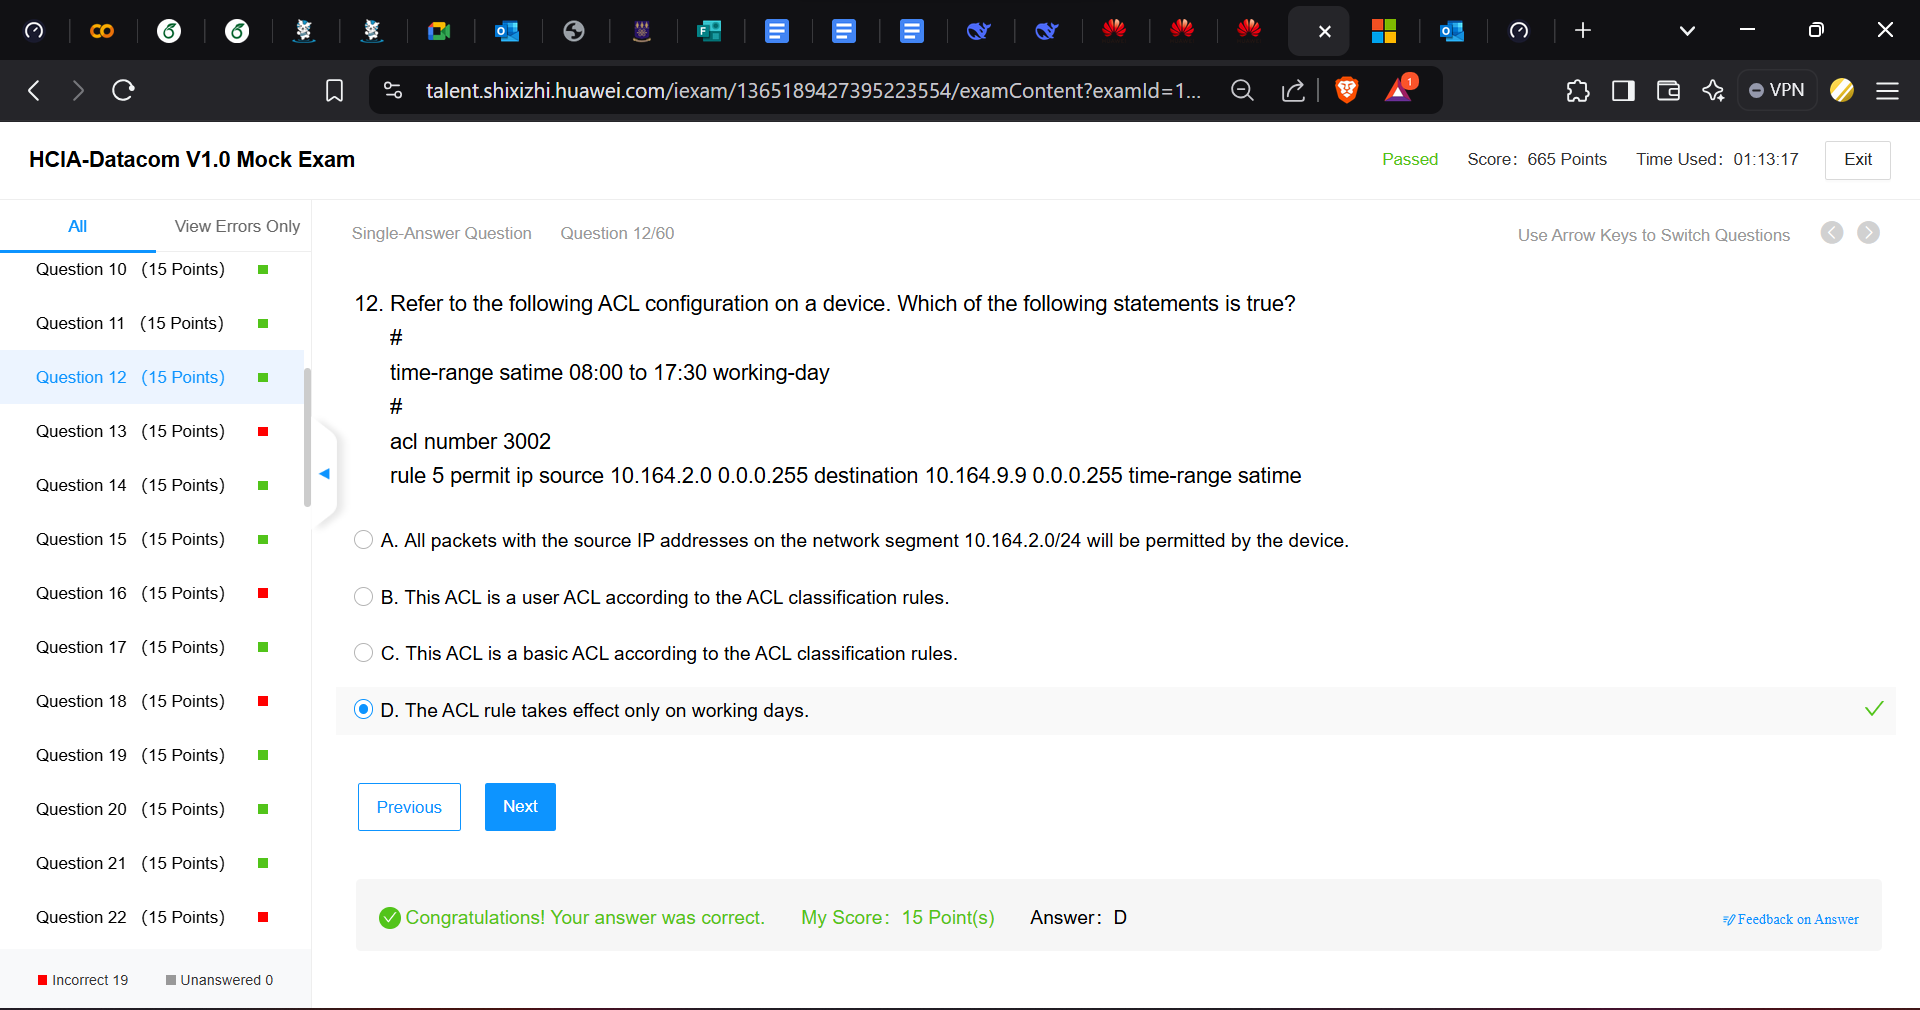 talent.shixizhi.huawei.com/iexam/1365189427395223554/examContent?examId=1...
1
VPN
HCIA-Datacom V1.0 Mock Exam
Passed
Score: 665 Points
Time Used: 01:13:17
Exit
All
View Errors Only
Single-Answer Question
Question 12/60
Use Arrow Keys to Switch Questions
Question 10 (15 Points)
Question 11 (15 Points)
Question 12 (15 Points)
Question 13 (15 Points)
Question 14 (15 Points)
Question 15 (15 Points)
Question 16 (15 Points)
Question 17 (15 Points)
Question 18 (15 Points)
Question 19 (15 Points)
Question 20 (15 Points)
Question 21 (15 Points)
Question 22 (15 Points)
Incorrect 19
Unanswered 0
12. Refer to the following ACL configuration on a device. Which of the following statements is true?
#
time-range satime 08:00 to 17:30 working-day
#
acl number 3002
rule 5 permit ip source 10.164.2.0 0.0.0.255 destination 10.164.9.9 0.0.0.255 time-range satime
A. All packets with the source IP addresses on the network segment 10.164.2.0/24 will be permitted by the device.
B. This ACL is a user ACL according to the ACL classification rules.
C. This ACL is a basic ACL according to the ACL classification rules.
D. The ACL rule takes effect only on working days.
Previous
Next
Congratulations! Your answer was correct.
My Score: 15 Point(s)
Answer: D
Feedback on Answer